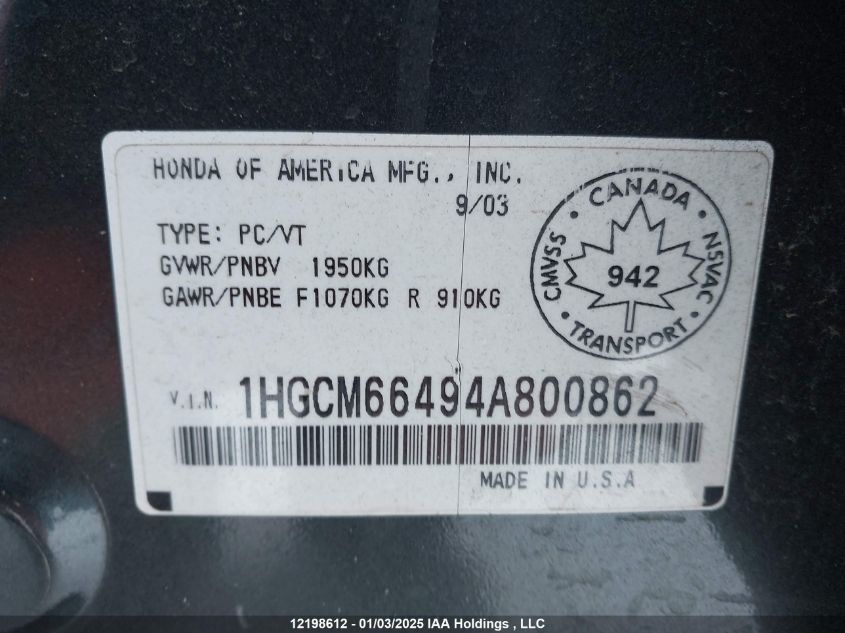 HONDA OF AMERICA MFG., INC.
9/03
TYPE: PC/VT
GVWR/PNBV 1950KG
GAWR/PNBE F1070KG R 910KG
CANADA
CMVSS
942
NSVAC
TRANSPORT
V.I.N. 1HGCM66494A800862
MADE IN U.S.A
12198612 - 01/03/2025 IAA Holdings , LLC